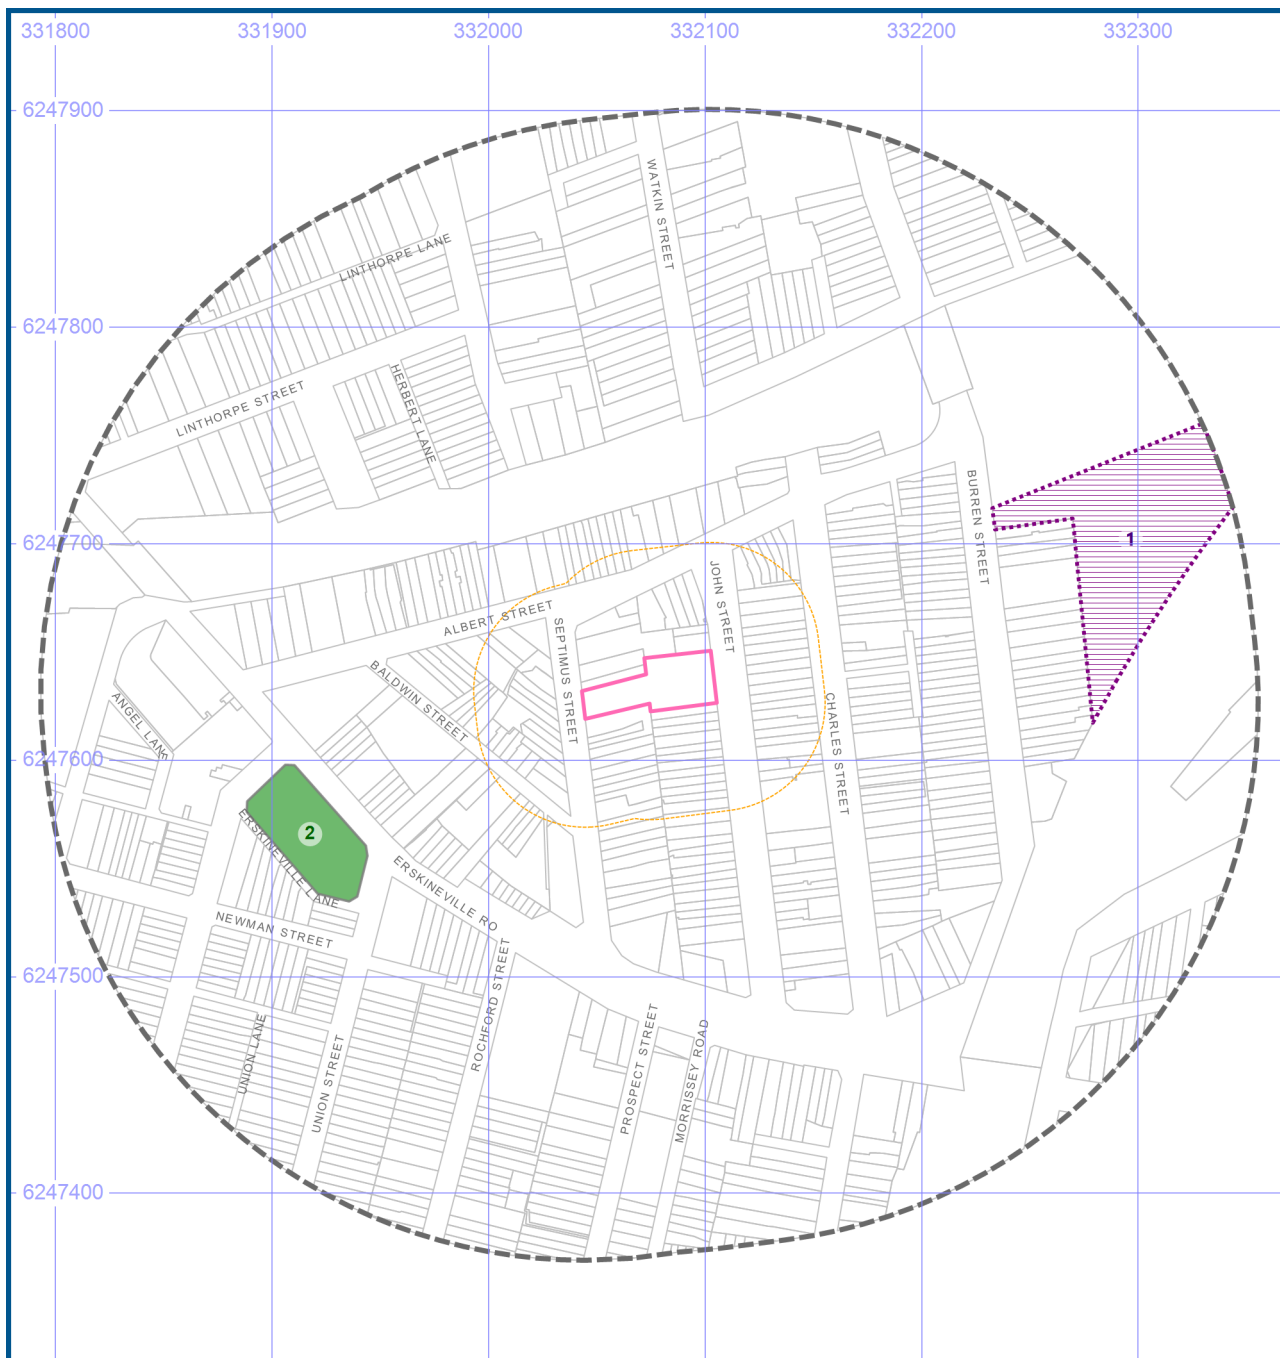 331800 331900 332000 332100 332200 332300
6247900
WATKIN STREET
LINTHORPE LANE
6247800
LINTHORPE STREET
HERBERT LANE
BURREN STREET
6247700
1
JOHN STREET
ALBERT STREET
SEPTIMUS STREET
BALDWIN STREET
ANGEL LANE
CHARLES STREET
6247600
2
ERSKINEVILLE LANE
ERSKINEVILLE RO
NEWMAN STREET
6247500
ROCHFORD STREET
UNION LANE
UNION STREET
PROSPECT STREET
MORRISSEY ROAD
6247400